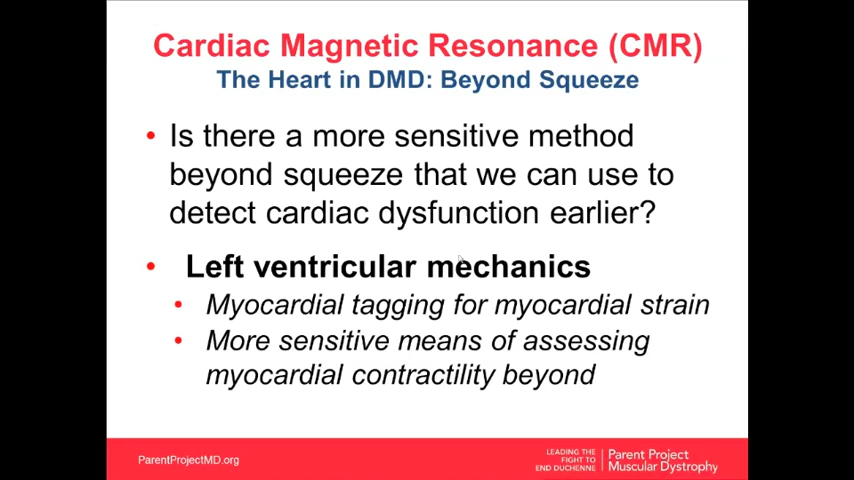 Cardiac Magnetic Resonance (CMR)
The Heart in DMD: Beyond Squeeze
• Is there a more sensitive method
beyond squeeze that we can use to
detect cardiac dysfunction earlier?
• Left ventricular mechanics
• Myocardial tagging for myocardial strain
• More sensitive means of assessing
myocardial contractility beyond
ParentProjectMD.org
LEADING THE
FIGHT TO
END DUCHENNE
Parent Project
Muscular Dystrophy